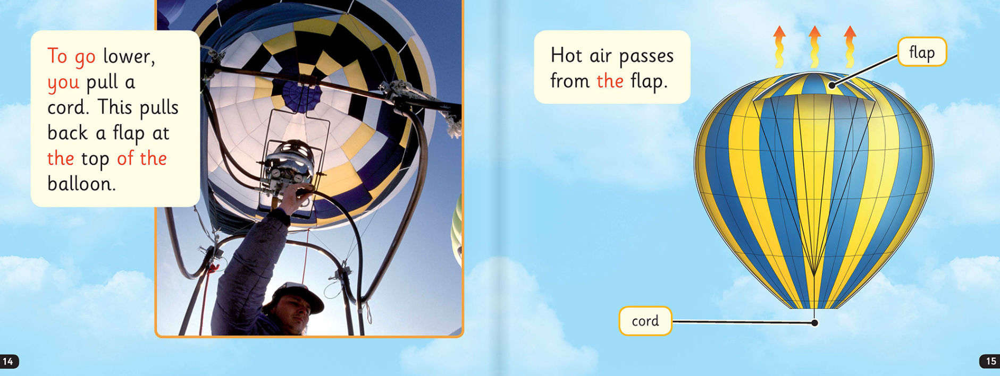 To go lower,
you pull a
cord. This pulls
back a flap at
the top of the
balloon.
14
Hot air passes
from the flap.
flap
cord
15